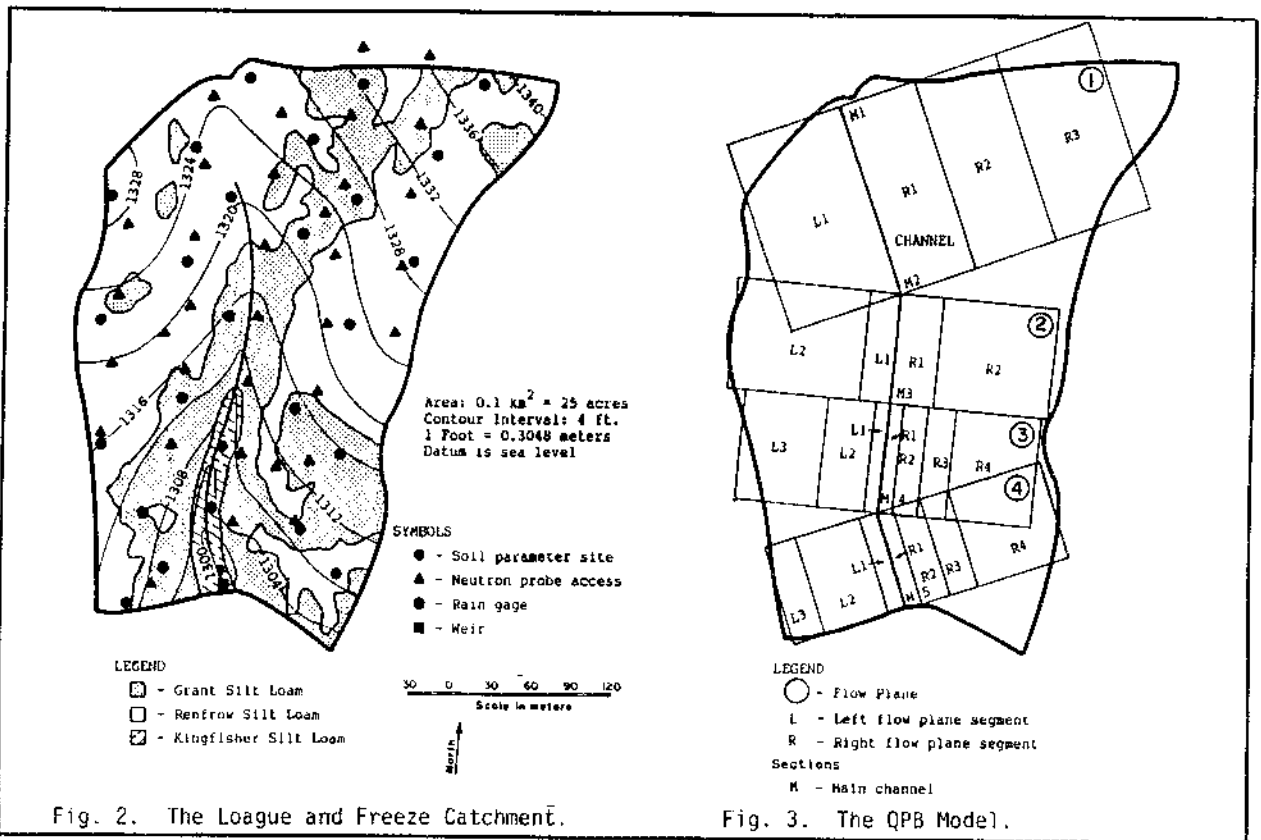 1340
1336
1332
1328
1328
1324
1320
1316
1312
1308
1304
1300
Area: 0.1 km2 = 25 acres
Contour Interval: 4 ft.
1 Foot = 0.3048 meters
Datum is sea level
SYMBOLS
- Soil parameter site
- Neutron probe access
- Rain gage
- Weir
LEGEND
- Grant Silt Loam
- Renfrow Silt Loam
- Kingfisher Silt Loam
30 0 30 60 90 120
Scale in meters
North
Fig. 2. The Loague and Freeze Catchment.
1
M1
R3
R2
R1
L1
CHANNEL
M2
2
L2 L1 R1 R2
M3
3
L1 R1
L3 L2 R2 R3 R4
M 4
4
L1 R1 R4
L3 L2 R2 R3
M 5
LEGEND
- Flow Plane
L - Left flow plane segment
R - Right flow plane segment
Sections
M - Main channel
Fig. 3. The QPB Model.